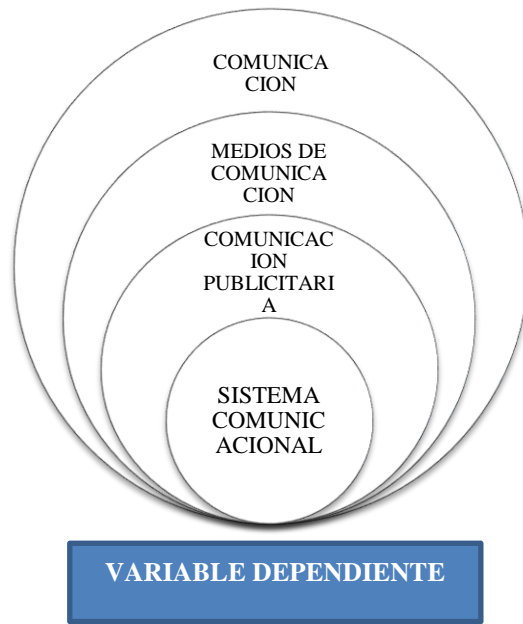 COMUNICA
CION
MEDIOS DE
COMUNICA
CION
COMUNICAC
ION
PUBLICITARI
A
SISTEMA
COMUNIC
ACIONAL
VARIABLE DEPENDIENTE